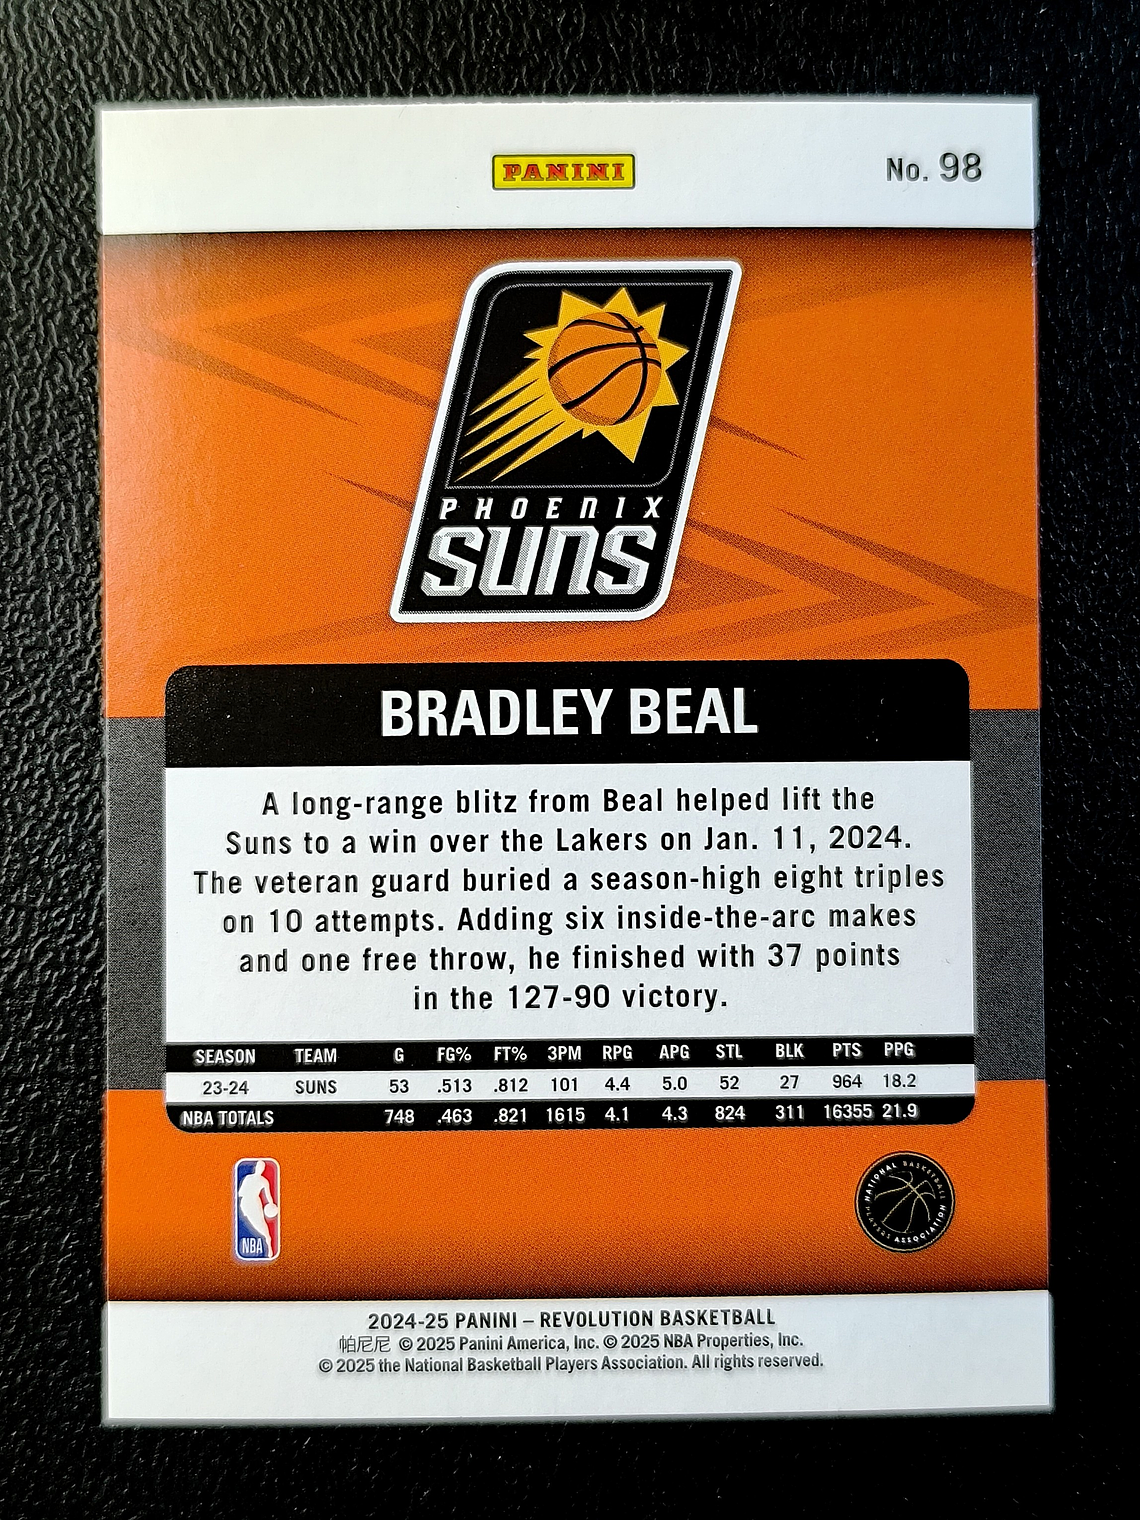 PANINI
No. 98
PHOENIX
SUNS
BRADLEY BEAL
A long-range blitz from Beal helped lift the
Suns to a win over the Lakers on Jan. 11, 2024.
The veteran guard buried a season-high eight triples
on 10 attempts. Adding six inside-the-arc makes
and one free throw, he finished with 37 points
in the 127-90 victory.
SEASON TEAM G FG% FT% 3PM RPG APG STL BLK PTS PPG
23-24 SUNS 53 .513 .812 101 4.4 5.0 52 27 964 18.2
NBA TOTALS 748 .463 .821 1615 4.1 4.3 824 311 16355 21.9
NBA
NATIONAL BASKETBALL PLAYERS ASSOCIATION
2024-25 PANINI – REVOLUTION BASKETBALL
帕尼尼 © 2025 Panini America, Inc. © 2025 NBA Properties, Inc.
© 2025 the National Basketball Players Association. All rights reserved.